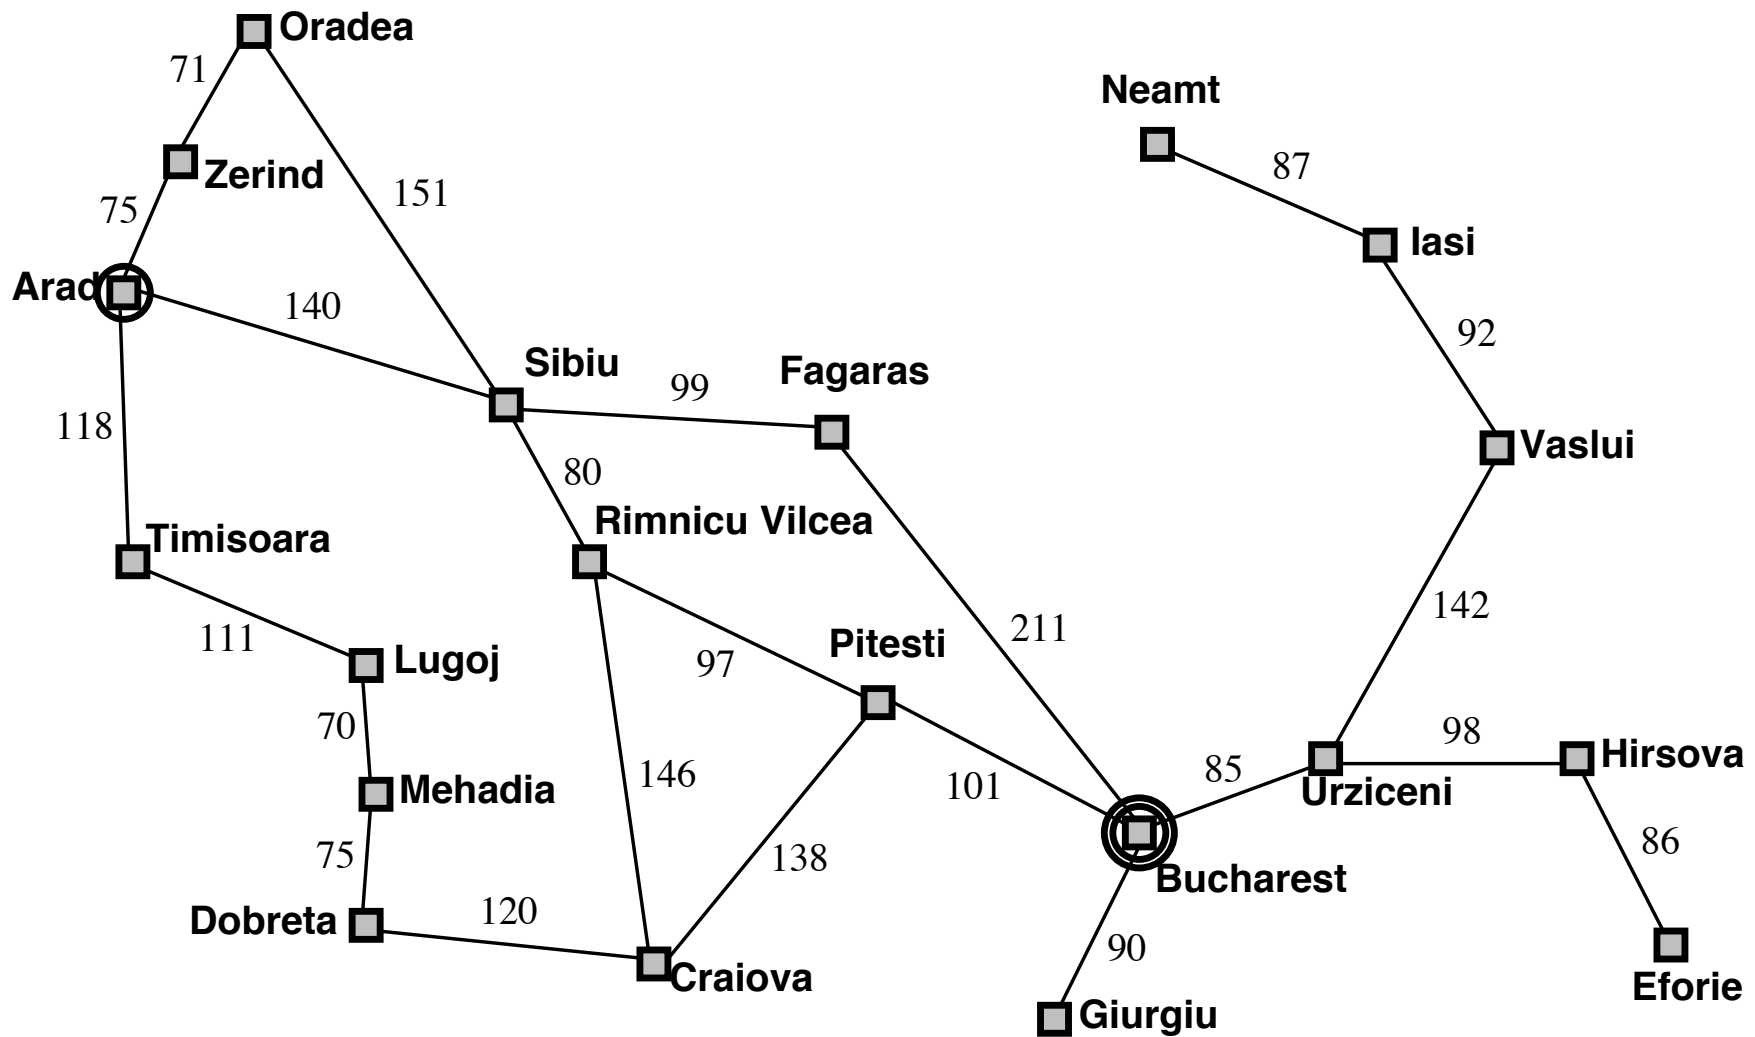 Oradea
71
Neamt
87
Zerind
151
75
Iasi
Arad
140
92
Sibiu
Fagaras
99
118
Vaslui
80
Rimnicu Vilcea
Timisoara
142
211
111
Pitesti
97
Lugoj
70
98
Hirsova
146
85
101
Urziceni
Mehadia
86
75
138
Bucharest
120
Dobreta
90
Craiova
Eforie
Giurgiu